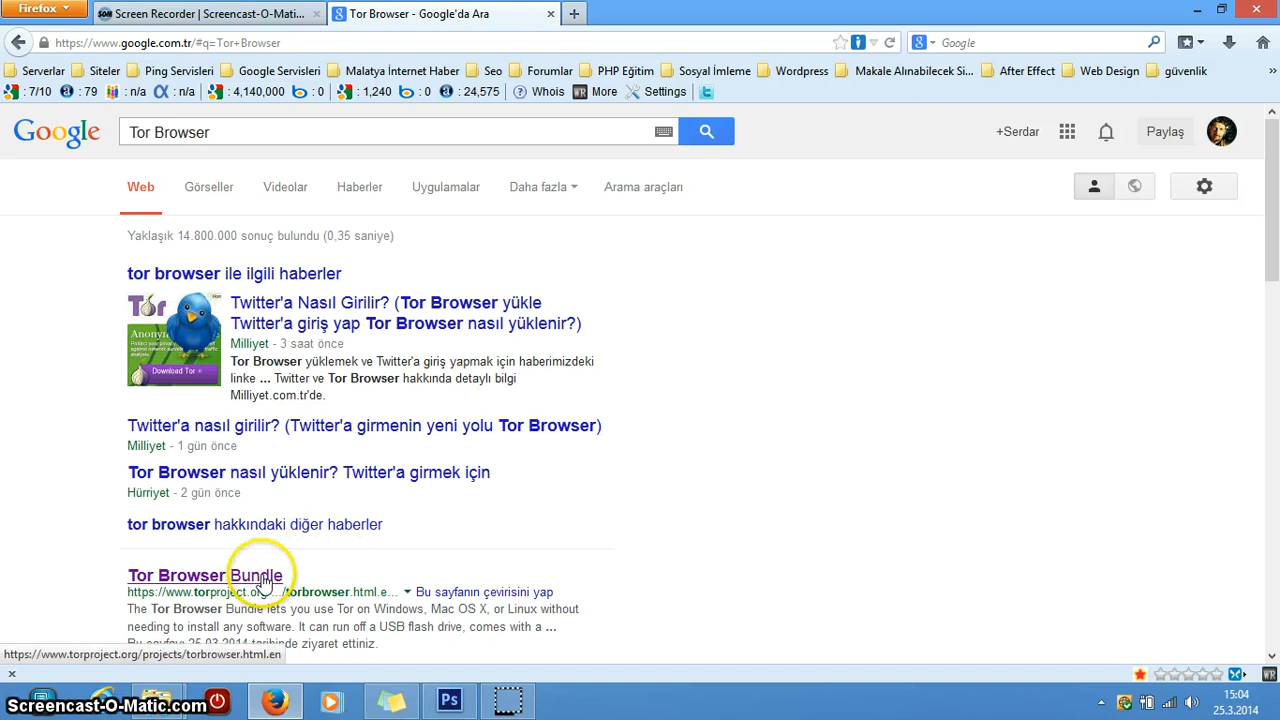 Firefox
Screen Recorder | Screencast-O-Mati...
Tor Browser - Google'da Ara
https://www.google.com.tr/#q=Tor+Browser
Google
Serverlar
Siteler
Ping Servisleri
Google Servisleri
Malatya İnternet Haber
Seo
Forumlar
PHP Eğitim
Sosyal İmleme
Wordpress
Makale Alınabilecek Si...
After Effect
Web Design
güvenlik
7/10
: 79
: n/a
: n/a
: 4,140,000
: 0
: 1,240
: 0
: 24,575
Whois
More
Settings
Google
Tor Browser
+Serdar
Paylaş
Web
Görseller
Videolar
Haberler
Uygulamalar
Daha fazla
Arama araçları
Yaklaşık 14.800.000 sonuç bulundu (0,35 saniye)
tor browser ile ilgili haberler
Tor
Download Tor
Twitter'a Nasıl Girilir? (Tor Browser yükle
Twitter'a giriş yap Tor Browser nasıl yüklenir?)
Milliyet - 3 saat önce
Tor Browser yüklemek ve Twitter'a giriş yapmak için haberimizdeki
linke ... Twitter ve Tor Browser hakkında detaylı bilgi
Milliyet.com.tr'de.
Twitter'a nasıl girilir? (Twitter'a girmenin yeni yolu Tor Browser)
Milliyet - 1 gün önce
Tor Browser nasıl yüklenir? Twitter'a girmek için
Hürriyet - 2 gün önce
tor browser hakkındaki diğer haberler
Tor Browser Bundle
https://www.torproject.org/.../torbrowser.html.e... Bu sayfanın çevirisini yap
The Tor Browser Bundle lets you use Tor on Windows, Mac OS X, or Linux without
needing to install any software. It can run off a USB flash drive, comes with a ...
Bu sayfayı 25.03.2014 tarihinde ziyaret ettiniz.
https://www.torproject.org/projects/torbrowser.html.en
WR
Screencast-O-Matic.com
Ps
15:04
25.3.2014